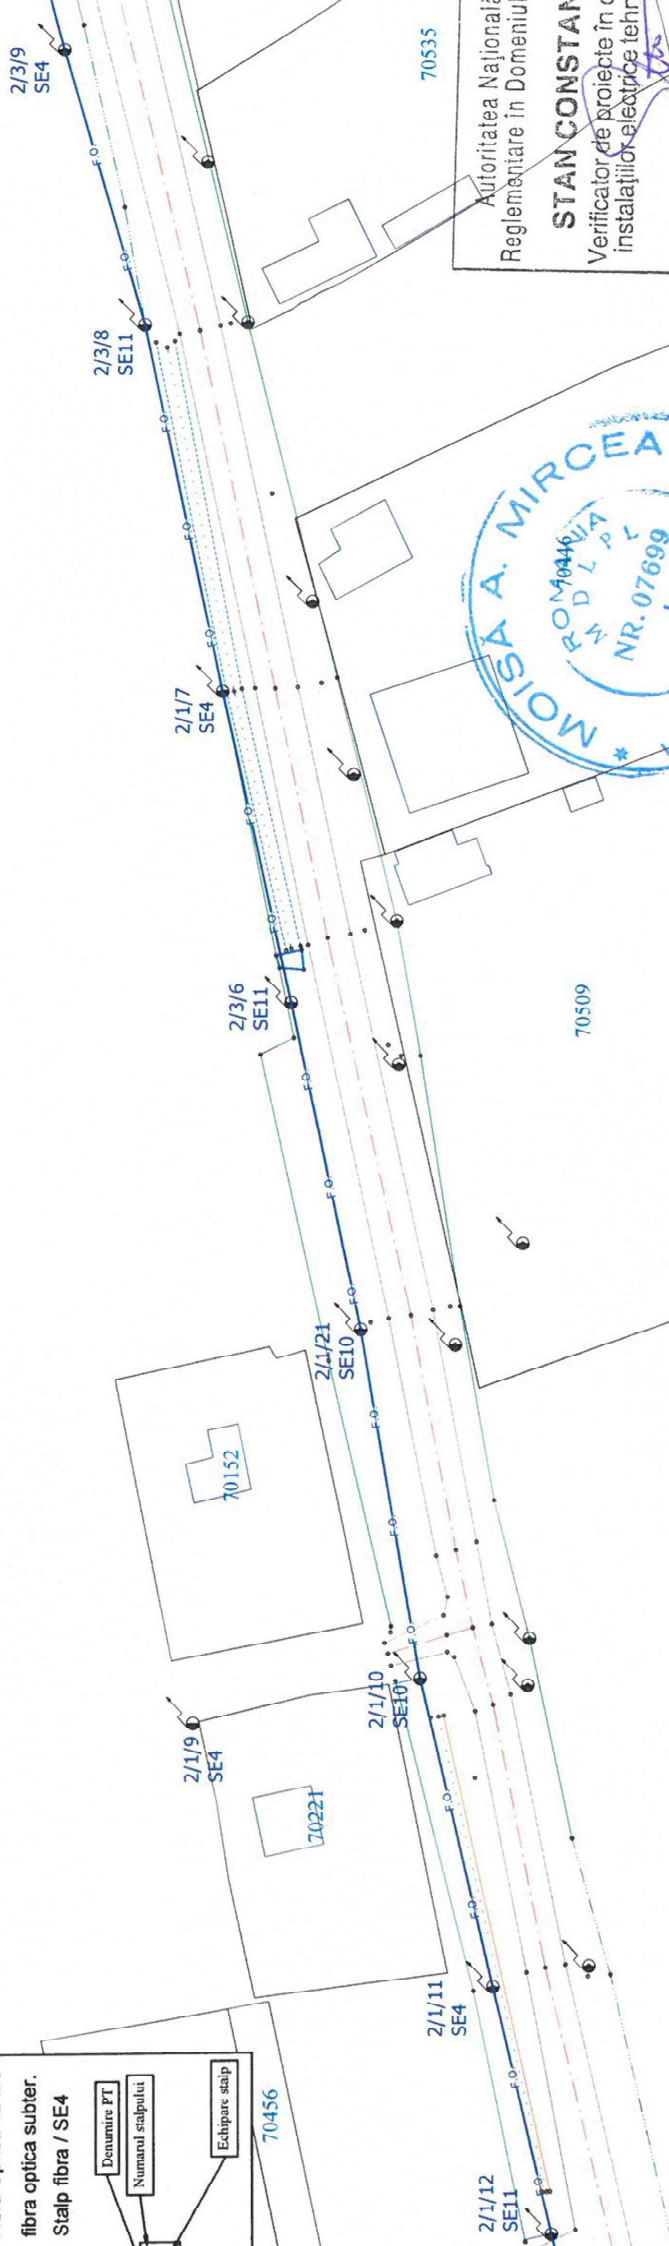 2/3/9
SE4
70535
Autoritatea Națională
Reglementare în Domeniul
STAN CONSTAN
Verificator de proiecte în
instalațiilor electrice tehn
F.O.
F.O.
2/3/8
SE11
F.O.
F.O.
F.O.
MOISĂ A. MIRCEA
ROMÂNIA
M D L P
NR. 07699
70446
2/1/7
SE4
F.O.
F.O.
2/3/6
SE11
70509
F.O.
F.O.
F.O.
2/1/21
SE10
70152
F.O.
F.O.
F.O.
2/1/10
SE10
2/1/9
SE4
70221
F.O.
F.O.
2/1/11
SE4
F.O.
F.O.
2/1/12
SE11
70456
fibra optica subter.
Stalp fibra / SE4
Denumire PT
Numarul stalpului
Echipare stalp